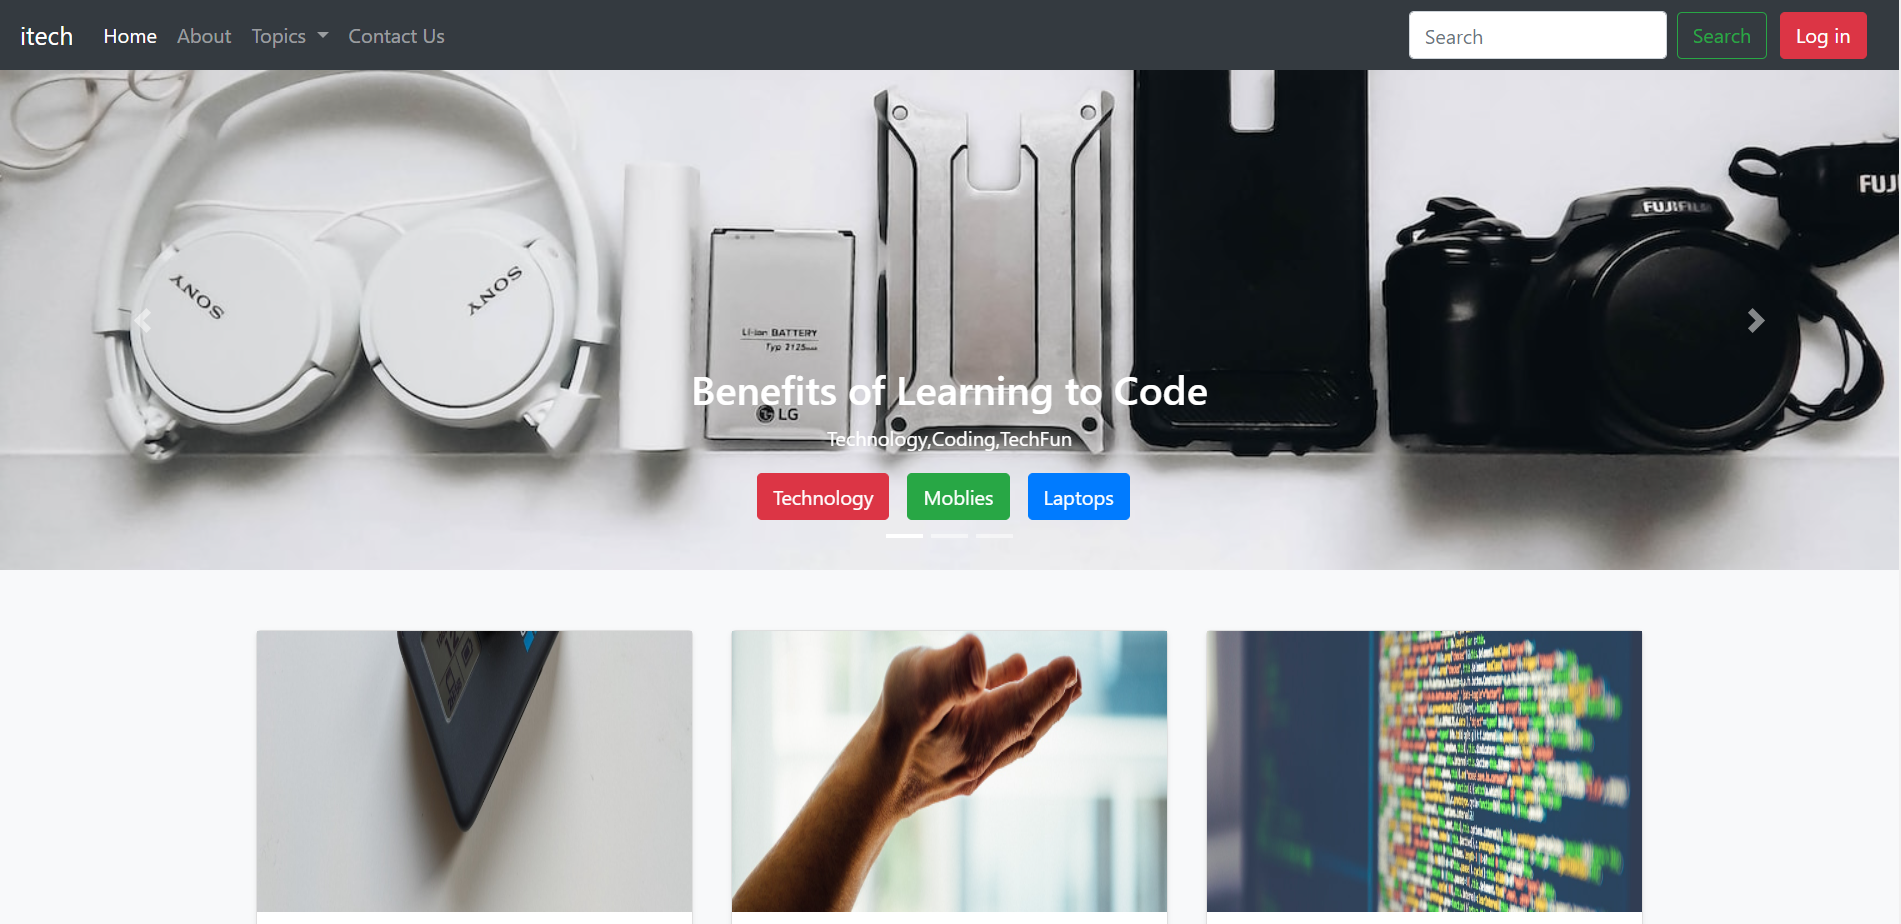 itech Home About Topics Contact Us Search Search Log in
FUJI
FUJIFILM
SONY SONY
Li-ion BATTERY
Typ 2125mAh
Benefits of Learning to Code
LG
Technology,Coding,TechFun
Technology Moblies Laptops